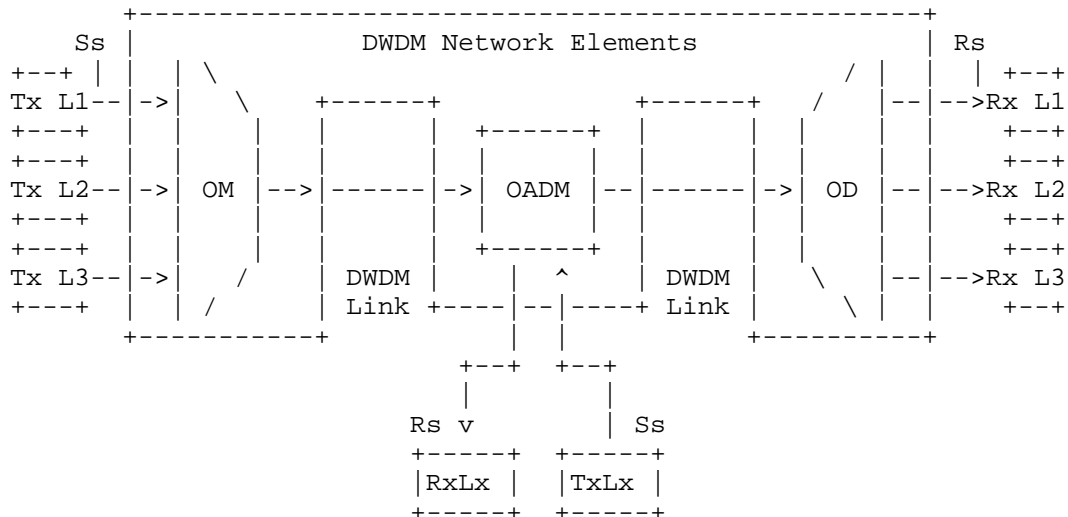 DWDM Network Elements
Ss Rs
Tx L1 Rx L1
OM OADM OD
Tx L2 Rx L2
Tx L3 DWDM DWDM Rx L3
Link Link
Rs v Ss
RxLx TxLx